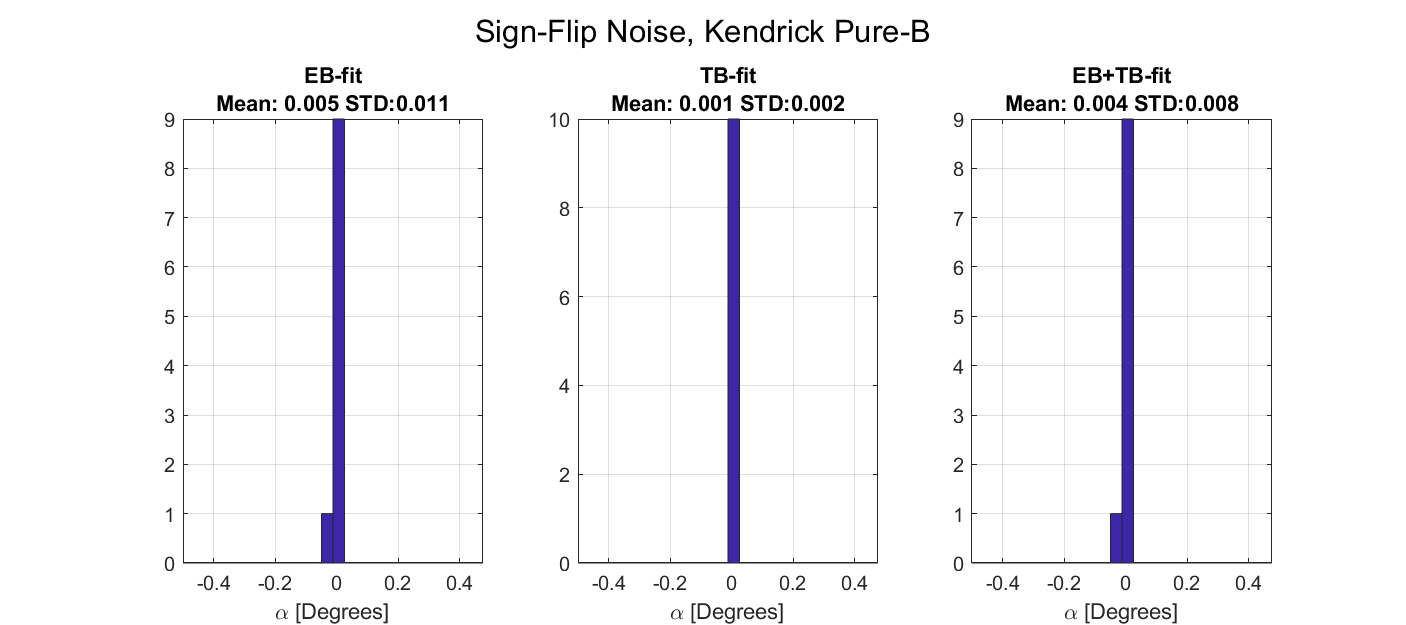 Sign-Flip Noise, Kendrick Pure-B
EB-fit
Mean: 0.005 STD:0.011
9
8
7
6
5
4
3
2
1
0
-0.4 -0.2 0 0.2 0.4
α [Degrees]
TB-fit
Mean: 0.001 STD:0.002
10
8
6
4
2
0
-0.4 -0.2 0 0.2 0.4
α [Degrees]
EB+TB-fit
Mean: 0.004 STD:0.008
9
8
7
6
5
4
3
2
1
0
-0.4 -0.2 0 0.2 0.4
α [Degrees]